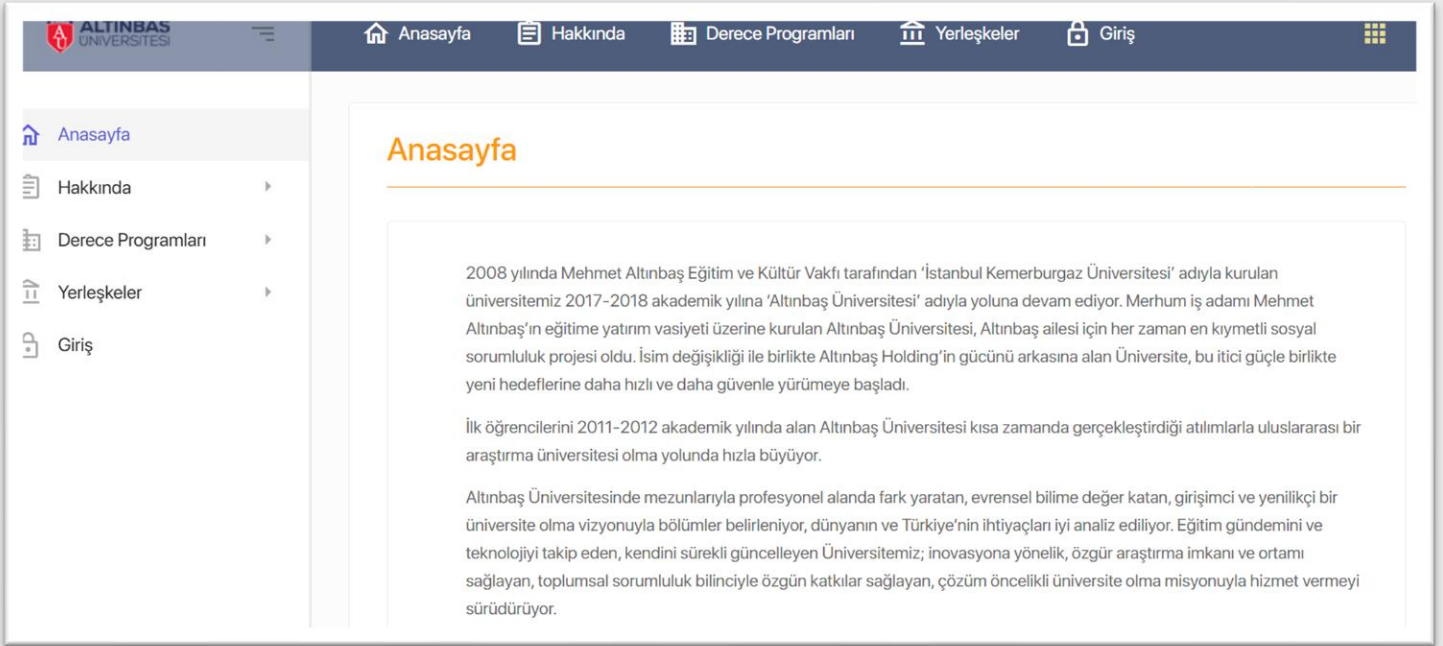 ALTINBAŞ
ÜNİVERSİTESİ
Anasayfa
Hakkında
Derece Programları
Yerleşkeler
Giriş
Anasayfa
Hakkında
Derece Programları
Yerleşkeler
Giriş
Anasayfa
2008 yılında Mehmet Altınbaş Eğitim ve Kültür Vakfı tarafından ‘İstanbul Kemerburgaz Üniversitesi’ adıyla kurulan
üniversitemiz 2017-2018 akademik yılına ‘Altınbaş Üniversitesi’ adıyla yoluna devam ediyor. Merhum iş adamı Mehmet
Altınbaş’ın eğitime yatırım vasiyeti üzerine kurulan Altınbaş Üniversitesi, Altınbaş ailesi için her zaman en kıymetli sosyal
sorumluluk projesi oldu. İsim değişikliği ile birlikte Altınbaş Holding’in gücünü arkasına alan Üniversite, bu itici güçle birlikte
yeni hedeflerine daha hızlı ve daha güvenle yürümeye başladı.
İlk öğrencilerini 2011-2012 akademik yılında alan Altınbaş Üniversitesi kısa zamanda gerçekleştirdiği atılımlarla uluslararası bir
araştırma üniversitesi olma yolunda hızla büyüyor.
Altınbaş Üniversitesinde mezunlarıyla profesyonel alanda fark yaratan, evrensel bilime değer katan, girişimci ve yenilikçi bir
üniversite olma vizyonuyla bölümler belirleniyor, dünyanın ve Türkiye’nin ihtiyaçları iyi analiz ediliyor. Eğitim gündemini ve
teknolojiyi takip eden, kendini sürekli güncelleyen Üniversitemiz; inovasyona yönelik, özgür araştırma imkanı ve ortamı
sağlayan, toplumsal sorumluluk bilinciyle özgün katkılar sağlayan, çözüm öncelikli üniversite olma misyonuyla hizmet vermeyi
sürüdürüyor.